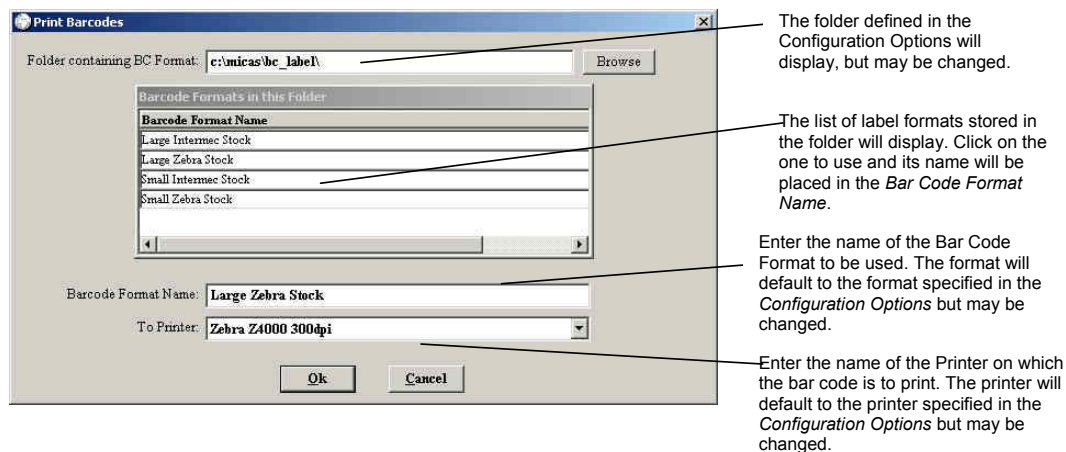 Print Barcodes
Folder containing BC Format: c:\micas\bc_label\ Browse
Barcode Formats in this Folder
Barcode Format Name
Large Intermec Stock
Large Zebra Stock
Small Intermec Stock
Small Zebra Stock
Barcode Format Name: Large Zebra Stock
To Printer: Zebra Z4000 300dpi
Ok Cancel
The folder defined in the
Configuration Options will
display, but may be changed.
The list of label formats stored in
the folder will display. Click on the
one to use and its name will be
placed in the Bar Code Format
Name.
Enter the name of the Bar Code
Format to be used. The format will
default to the format specified in the
Configuration Options but may be
changed.
Enter the name of the Printer on which
the bar code is to print. The printer will
default to the printer specified in the
Configuration Options but may be
changed.